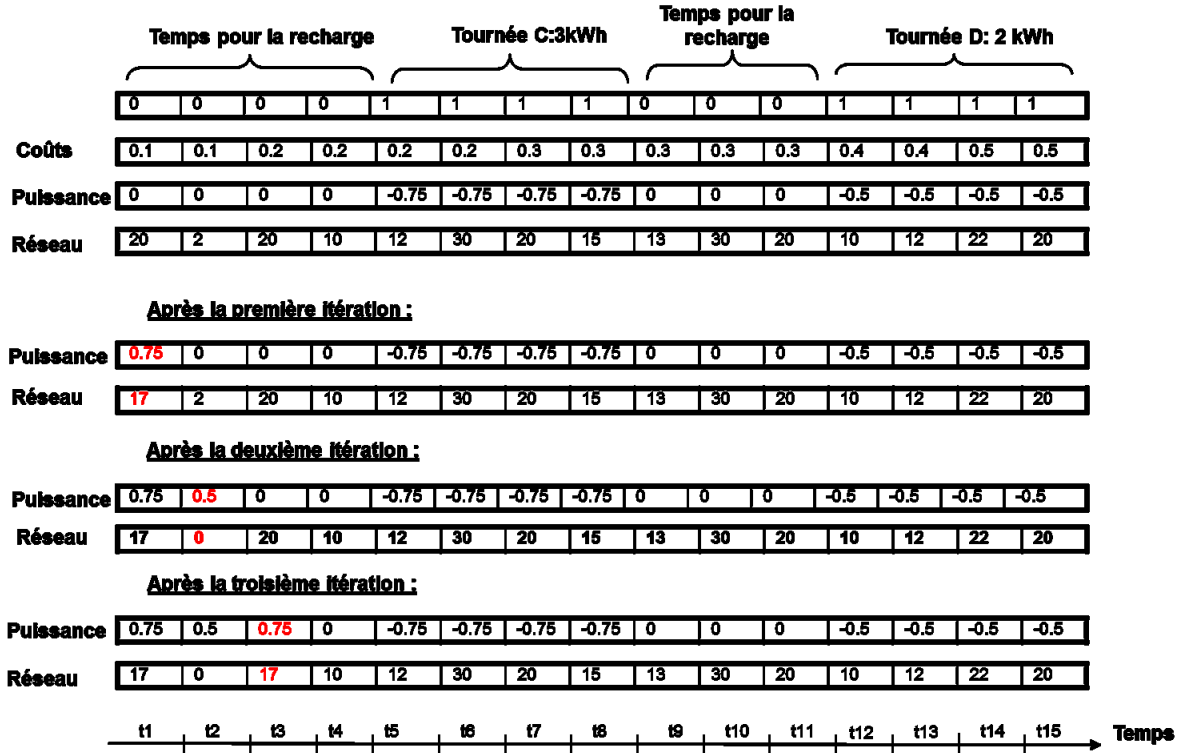 Temps pour la recharge Tournée C:3kWh Temps pour la recharge Tournée D: 2 kWh
0 0 0 0 1 1 1 1 0 0 0 1 1 1 1
Coûts 0.1 0.1 0.2 0.2 0.2 0.2 0.3 0.3 0.3 0.3 0.3 0.4 0.4 0.5 0.5
Puissance 0 0 0 0 -0.75 -0.75 -0.75 -0.75 0 0 0 -0.5 -0.5 -0.5 -0.5
Réseau 20 2 20 10 12 30 20 15 13 30 20 10 12 22 20
Après la première itération :
Puissance 0.75 0 0 0 -0.75 -0.75 -0.75 -0.75 0 0 0 -0.5 -0.5 -0.5 -0.5
Réseau 17 2 20 10 12 30 20 15 13 30 20 10 12 22 20
Après la deuxième itération :
Puissance 0.75 0.5 0 0 -0.75 -0.75 -0.75 -0.75 0 0 0 -0.5 -0.5 -0.5 -0.5
Réseau 17 0 20 10 12 30 20 15 13 30 20 10 12 22 20
Après la troisième itération :
Puissance 0.75 0.5 0.75 0 -0.75 -0.75 -0.75 -0.75 0 0 0 -0.5 -0.5 -0.5 -0.5
Réseau 17 0 17 10 12 30 20 15 13 30 20 10 12 22 20
t1 t2 t3 t4 t5 t6 t7 t8 t9 t10 t11 t12 t13 t14 t15 Temps